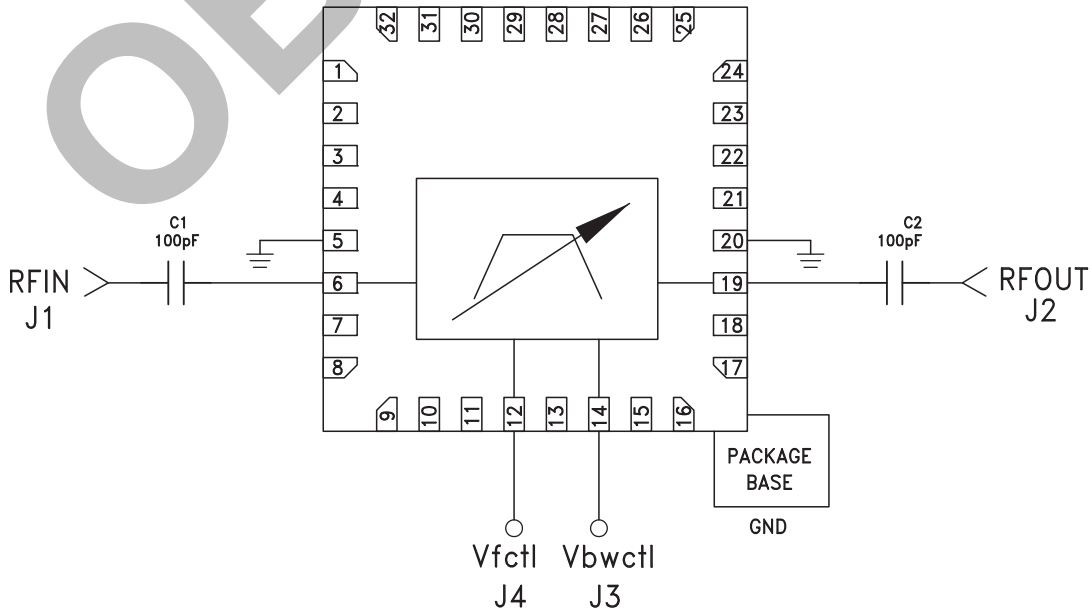 32 31 30 29 28 27 26 25
1 24
2 23
3 22
4 21
C1
100pF
5 20
C2
100pF
RFIN
J1
6 19
RFOUT
J2
7 18
8 17
9 10 11 12 13 14 15 16
PACKAGE
BASE
GND
Vfctl Vbwctl
J4 J3